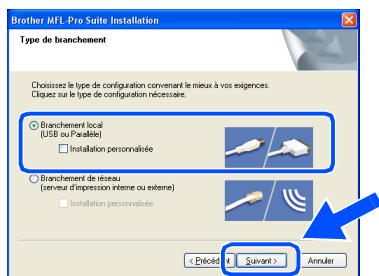 Brother MFL-Pro Suite Installation
Type de branchement
Choisissez le type de configuration convenant le mieux à vos exigences.
Cliquez sur le type de configuration nécessaire.
Branchement local
(USB ou Parallèle)
Installation personnalisée
Branchement de réseau
(serveur d'impression interne ou externe)
Installation personnalisée
Suivant > Annuler